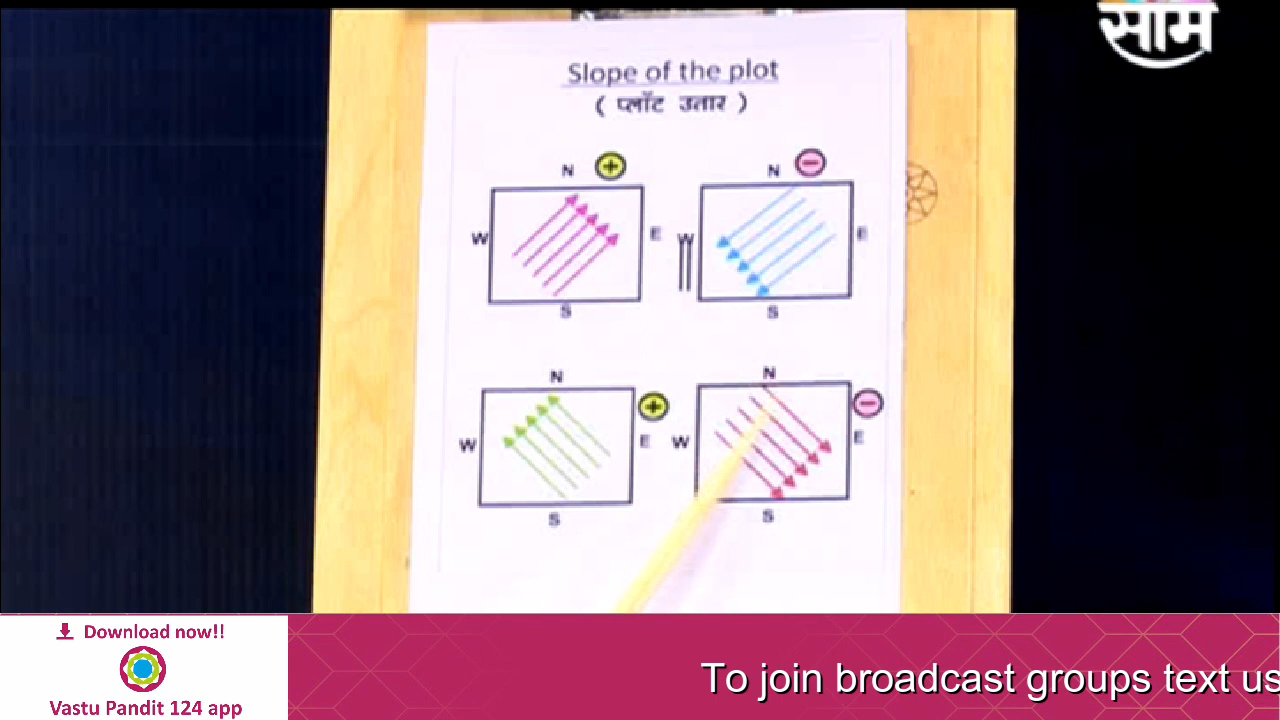 साम
Slope of the plot
( प्लॉट उतार )
N +
W E
S
N −
W E
S
N +
W E
S
N −
W E
S
Download now!!
Vastu Pandit 124 app
To join broadcast groups text us